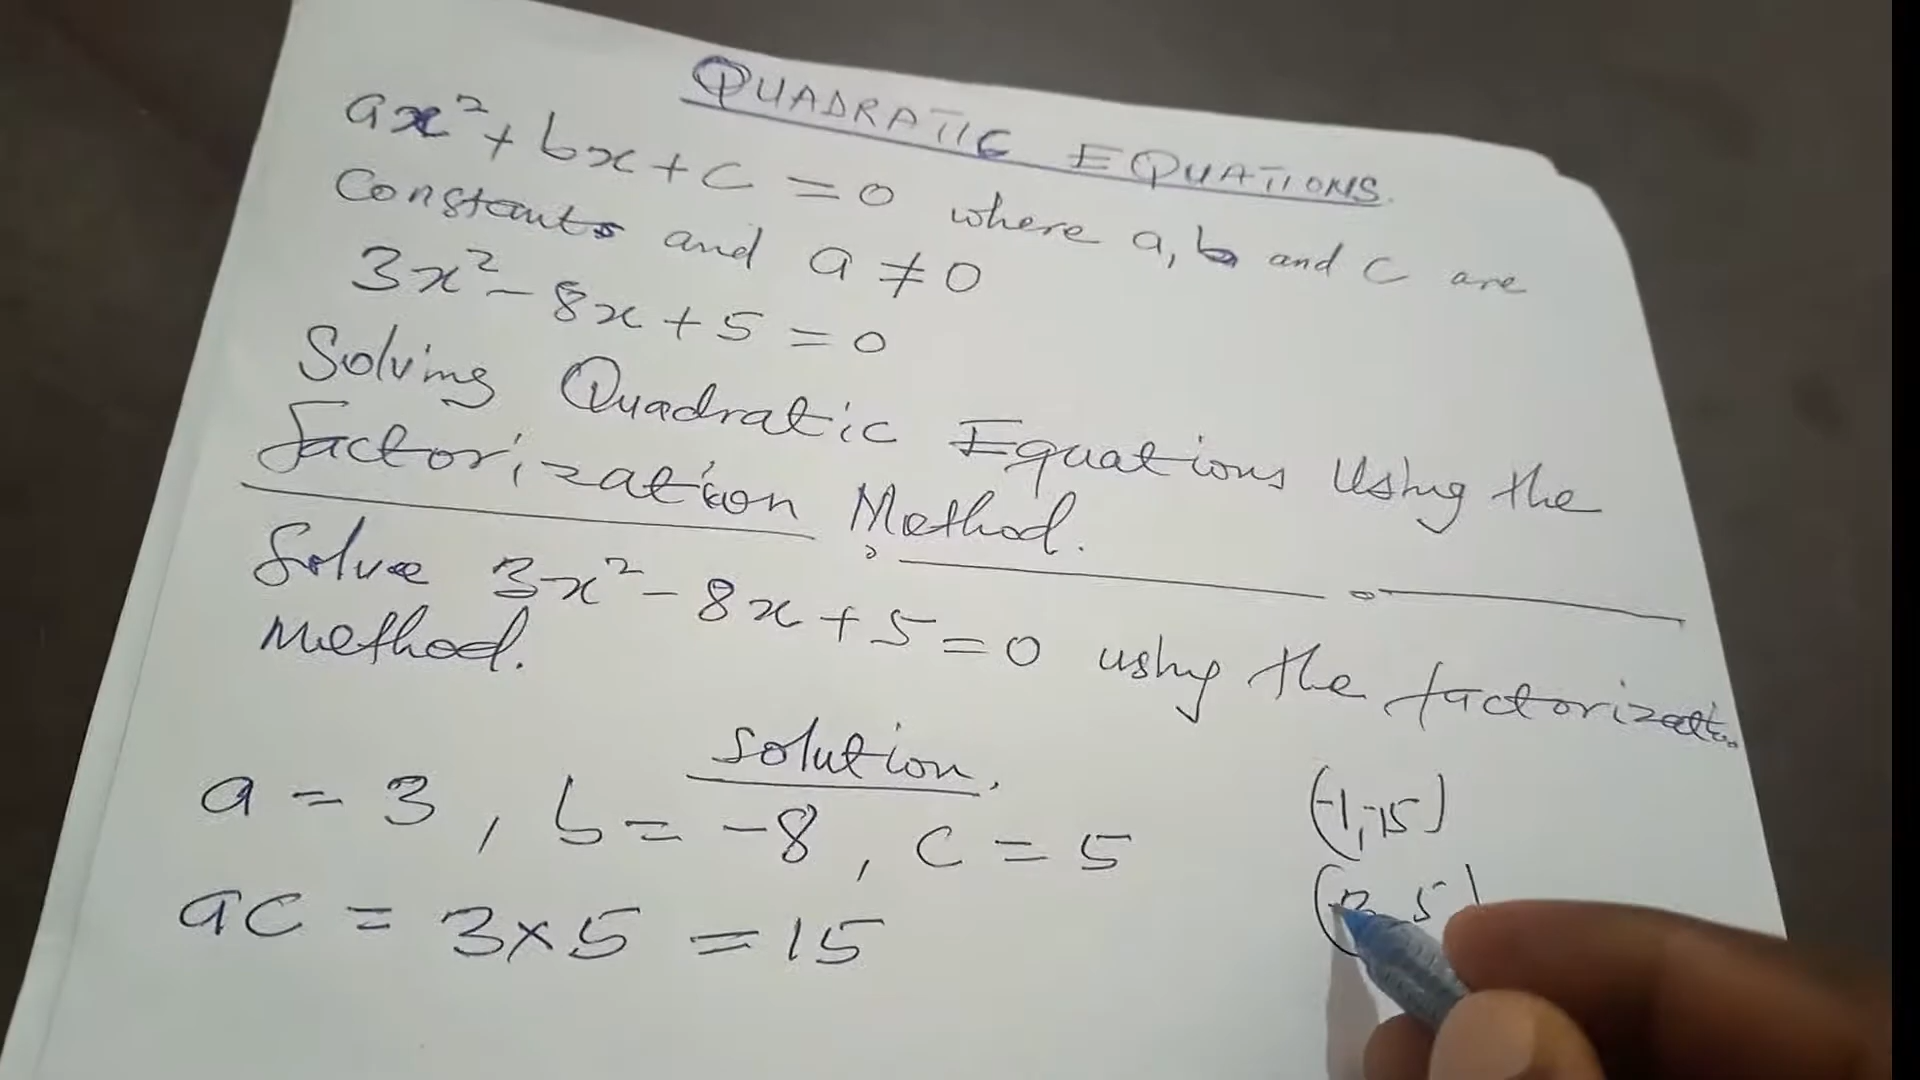 QUADRATIC EQUATIONS.
ax² + bx + c = 0 where a, b and c are
Constants and a ≠ 0
3x² - 8x + 5 = 0
Solving Quadratic Equations Using the
Factorization Method.
Solve 3x² - 8x + 5 = 0 using the
method.
solution.
a = 3, b = -8, c = 5
ac = 3×5 = 15
(-1, -15)
5)